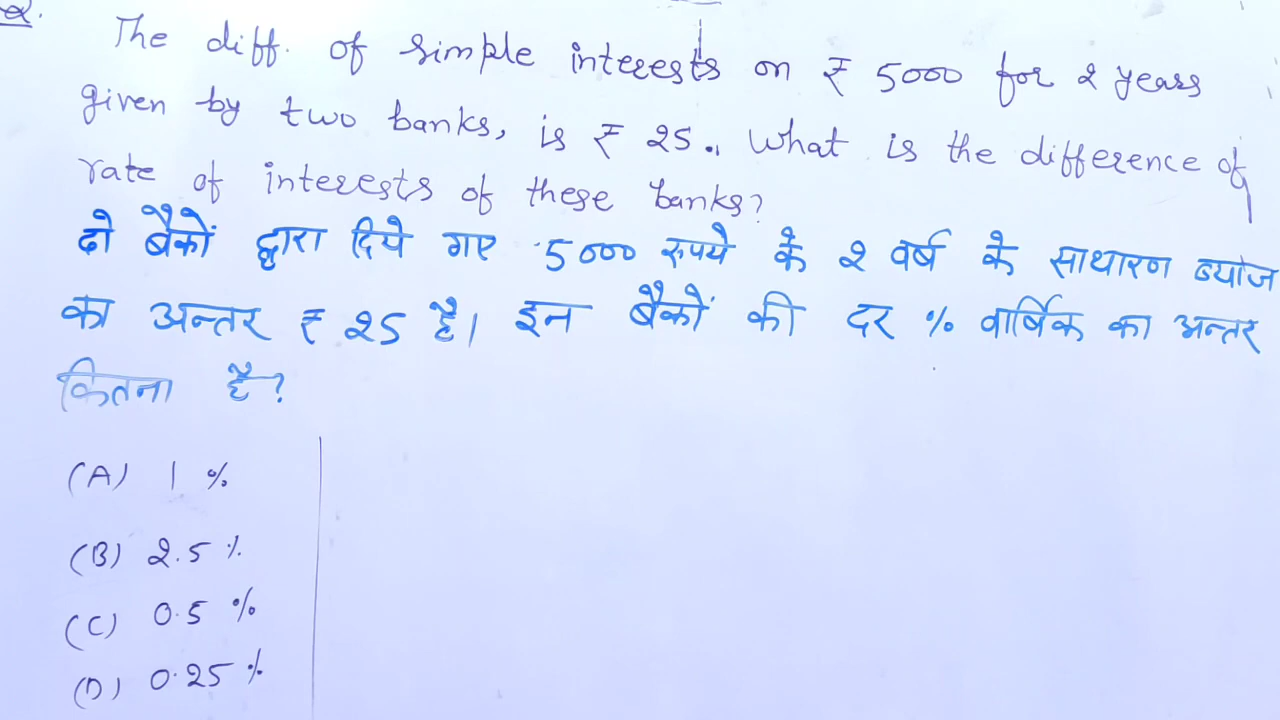 Q. The diff. of simple interests on ₹ 5000 for 2 years
given by two banks, is ₹ 25.. What is the difference of
rate of interests of these banks?
दो बैंकों द्वारा दिये गए 5000 रुपये के 2 वर्ष के साधारण ब्याज
का अन्तर ₹ 25 है। इन बैंकों की दर % वार्षिक का अन्तर
कितना है?
(A) 1 %
(B) 2.5 %
(C) 0.5 %
(D) 0.25 %